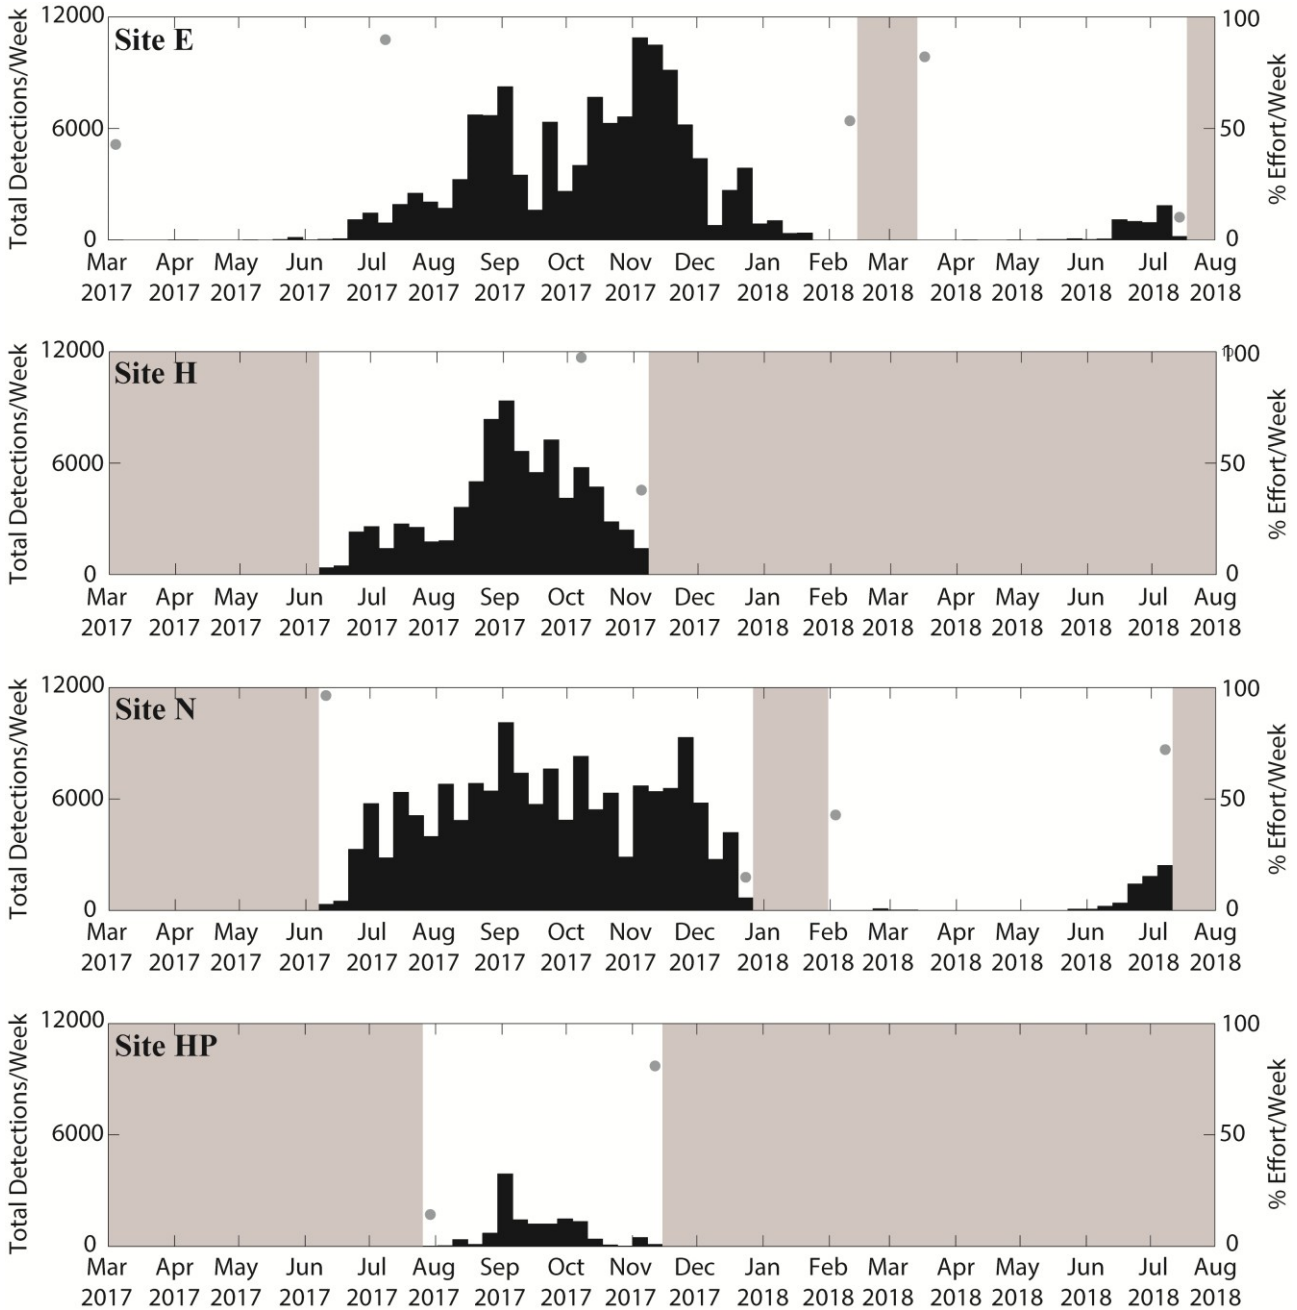 12000
100
Site E
Total Detections/Week
% Effort/Week
6000
50
0
0
Mar Apr May Jun Jul Aug Sep Oct Nov Dec Jan Feb Mar Apr May Jun Jul Aug
2017 2017 2017 2017 2017 2017 2017 2017 2017 2017 2018 2018 2018 2018 2018 2018 2018 2018
12000
100
Site H
Total Detections/Week
% Effort/Week
6000
50
0
0
Mar Apr May Jun Jul Aug Sep Oct Nov Dec Jan Feb Mar Apr May Jun Jul Aug
2017 2017 2017 2017 2017 2017 2017 2017 2017 2017 2018 2018 2018 2018 2018 2018 2018 2018
12000
100
Site N
Total Detections/Week
% Effort/Week
6000
50
0
0
Mar Apr May Jun Jul Aug Sep Oct Nov Dec Jan Feb Mar Apr May Jun Jul Aug
2017 2017 2017 2017 2017 2017 2017 2017 2017 2017 2018 2018 2018 2018 2018 2018 2018 2018
12000
100
Site HP
Total Detections/Week
% Effort/Week
6000
50
0
0
Mar Apr May Jun Jul Aug Sep Oct Nov Dec Jan Feb Mar Apr May Jun Jul Aug
2017 2017 2017 2017 2017 2017 2017 2017 2017 2017 2018 2018 2018 2018 2018 2018 2018 2018